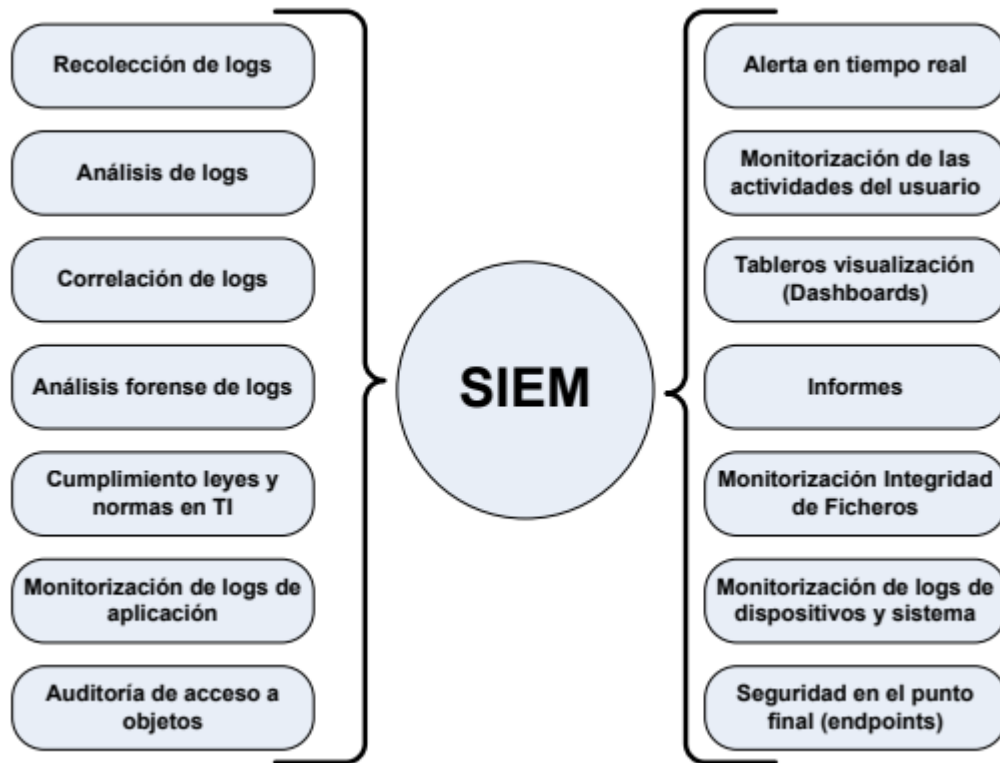 Recolección de logs
Análisis de logs
Correlación de logs
Análisis forense de logs
Cumplimiento leyes y
normas en TI
Monitorización de logs de
aplicación
Auditoría de acceso a
objetos
SIEM
Alerta en tiempo real
Monitorización de las
actividades del usuario
Tableros visualización
(Dashboards)
Informes
Monitorización Integridad
de Ficheros
Monitorización de logs de
dispositivos y sistema
Seguridad en el punto
final (endpoints)